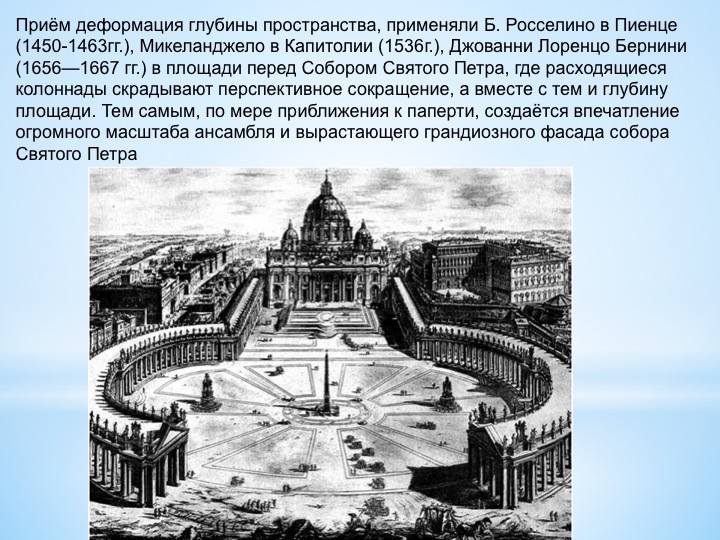 Приём деформация глубины пространства, применяли Б. Росселино в Пиенце
(1450-1463гг.), Микеланджело в Капитолии (1536г.), Джованни Лоренцо Бернини
(1656—1667 гг.) в площади перед Собором Святого Петра, где расходящиеся
колоннады скрадывают перспективное сокращение, а вместе с тем и глубину
площади. Тем самым, по мере приближения к паперти, создаётся впечатление
огромного масштаба ансамбля и вырастающего грандиозного фасада собора
Святого Петра